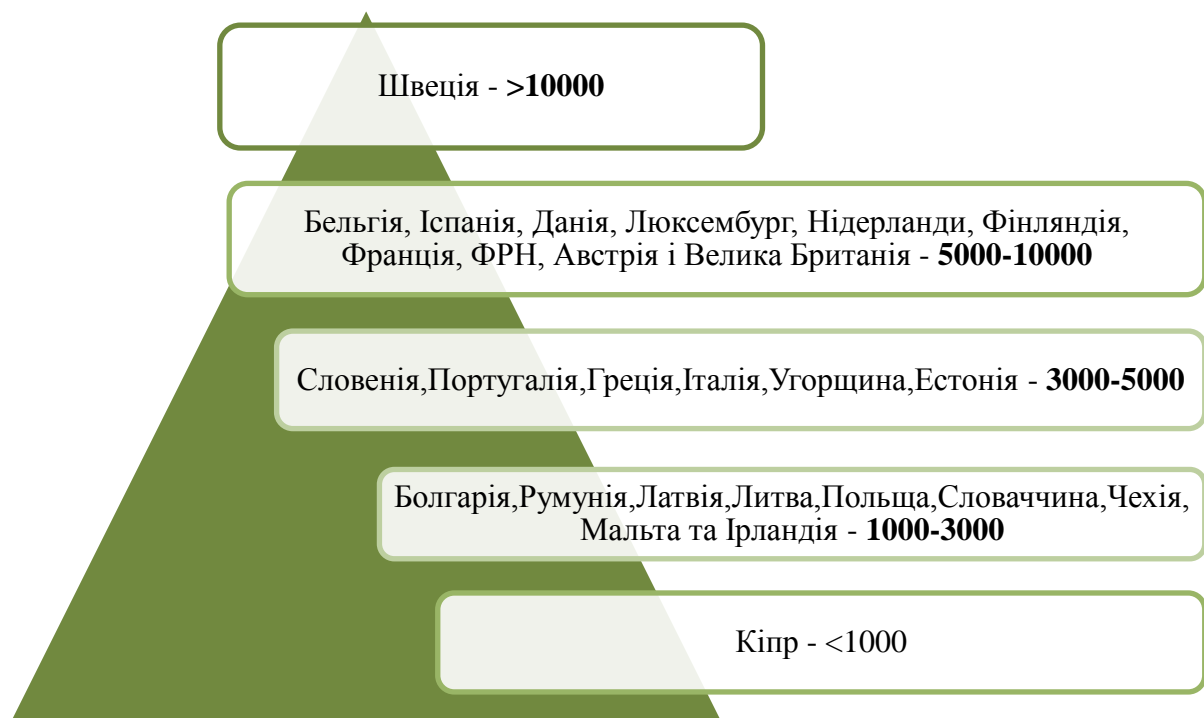 Швеція - >10000
Бельгія, Іспанія, Данія, Люксембург, Нідерланди, Фінляндія,
Франція, ФРН, Австрія і Велика Британія - 5000-10000
Словенія,Португалія,Греція,Італія,Угорщина,Естонія - 3000-5000
Болгарія,Румунія,Латвія,Литва,Польща,Словаччина,Чехія,
Мальта та Ірландія - 1000-3000
Кіпр - <1000